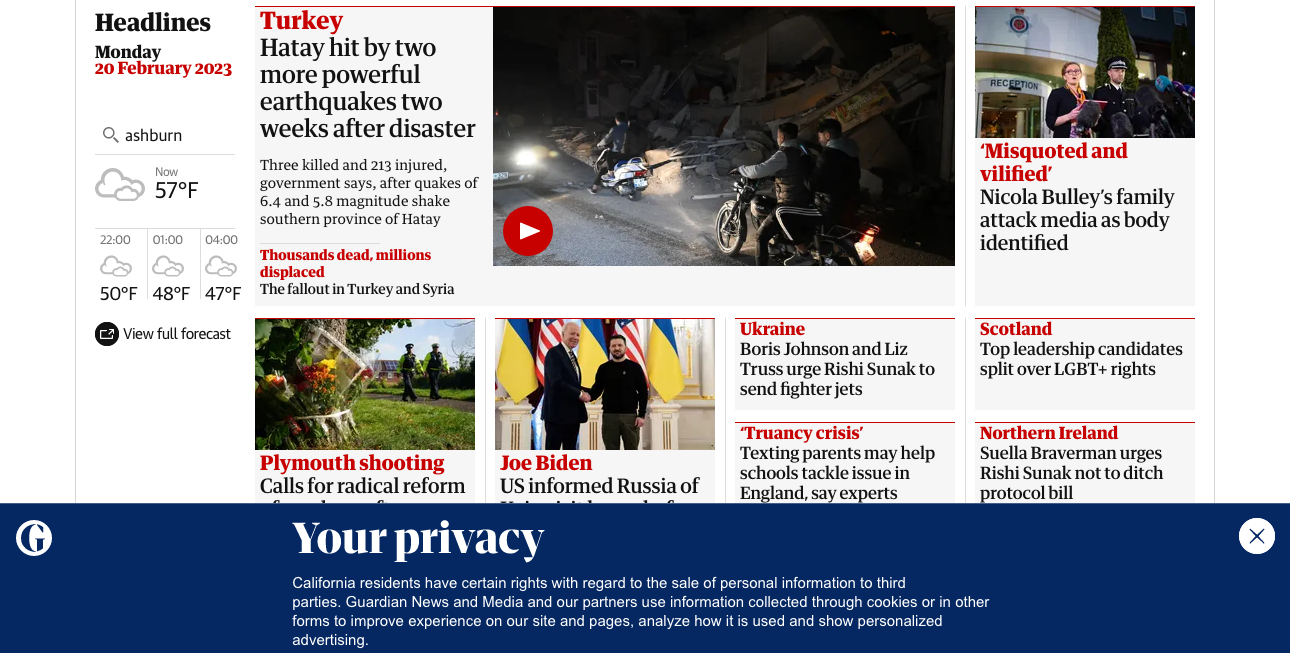 Headlines
Monday
20 February 2023
ashburn
Now
57°F
22:00
01:00
04:00
50°F
48°F
47°F
View full forecast
Turkey
Hatay hit by two
more powerful
earthquakes two
weeks after disaster
Three killed and 213 injured,
government says, after quakes of
6.4 and 5.8 magnitude shake
southern province of Hatay
Thousands dead, millions
displaced
The fallout in Turkey and Syria
RECEPTION
‘Misquoted and
vilified’
Nicola Bulley’s family
attack media as body
identified
Plymouth shooting
Calls for radical reform
Joe Biden
US informed Russia of
Ukraine
Boris Johnson and Liz
Truss urge Rishi Sunak to
send fighter jets
Scotland
Top leadership candidates
split over LGBT+ rights
‘Truancy crisis’
Texting parents may help
schools tackle issue in
England, say experts
Northern Ireland
Suella Braverman urges
Rishi Sunak not to ditch
protocol bill
Your privacy
California residents have certain rights with regard to the sale of personal information to third
parties. Guardian News and Media and our partners use information collected through cookies or in other
forms to improve experience on our site and pages, analyze how it is used and show personalized
advertising.